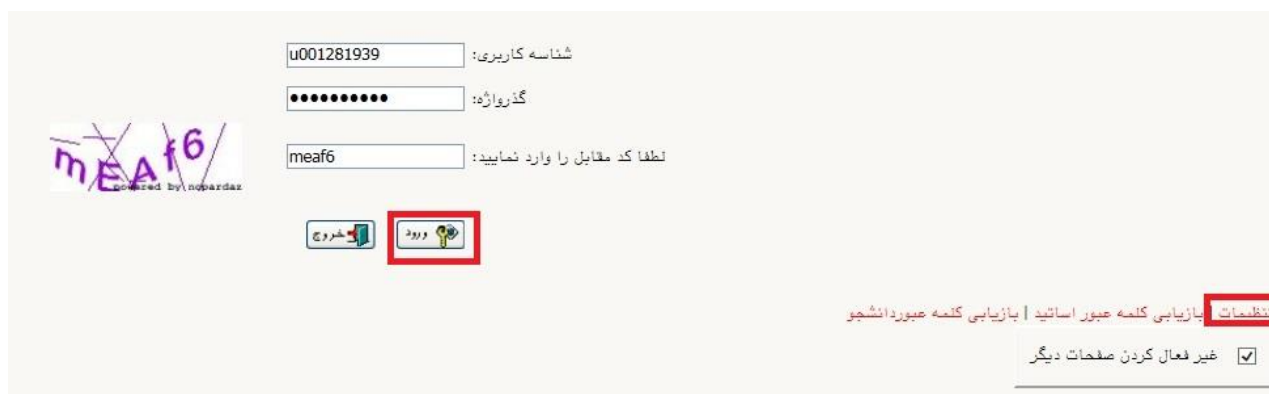 شناسه کاربری: u001281939
گذرواژه: ••••••••••
لطفا کد مقابل را وارد نمایید: meaf6
mEAf6
powered by nopardaz
ورود خروج
تنظیمات | بازیابی کلمه عبور اساتید | بازیابی کلمه عبوردانشجو
غیر فعال کردن صفحات دیگر